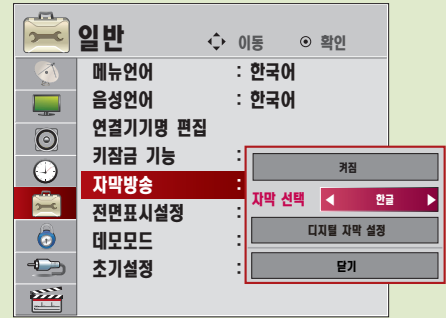 일반 이동 확인
메뉴언어 : 한국어
음성언어 : 한국어
연결기기명 편집
키잠금 기능 :
자막방송 :
전면표시설정 :
데모모드 :
초기설정 :
켜짐
자막 선택 한글
디지털 자막 설정
닫기